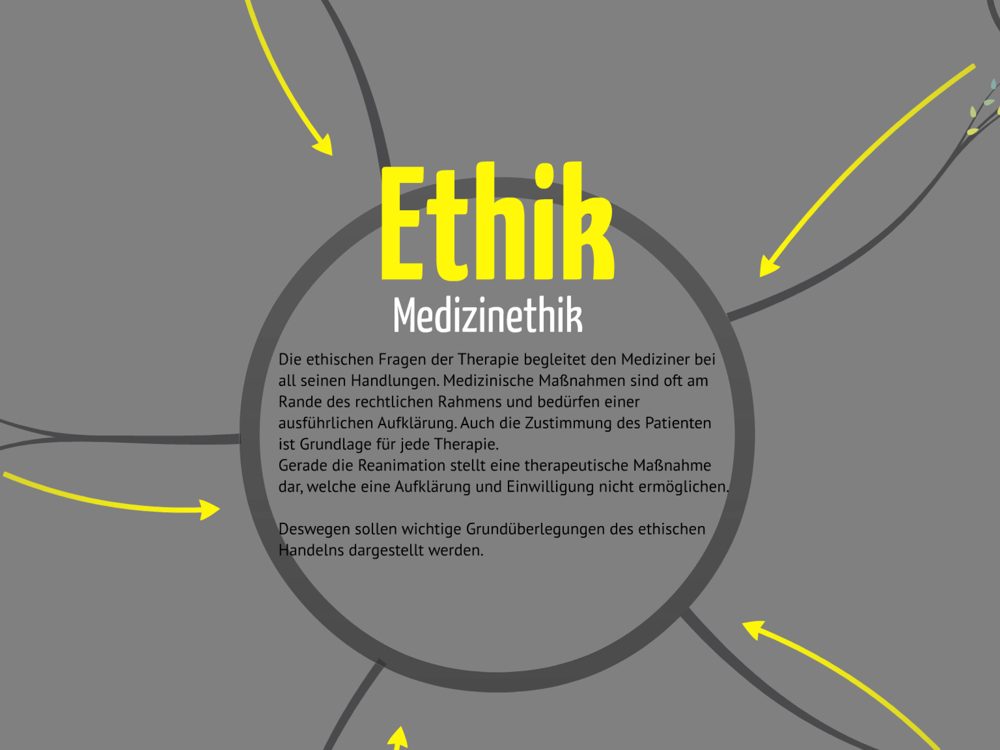 Ethik
Medizinethik
Die ethischen Fragen der Therapie begleitet den Mediziner bei
all seinen Handlungen. Medizinische Maßnahmen sind oft am
Rande des rechtlichen Rahmens und bedürfen einer
ausführlichen Aufklärung. Auch die Zustimmung des Patienten
ist Grundlage für jede Therapie.
Gerade die Reanimation stellt eine therapeutische Maßnahme
dar, welche eine Aufklärung und Einwilligung nicht ermöglichen.
Deswegen sollen wichtige Grundüberlegungen des ethischen
Handelns dargestellt werden.